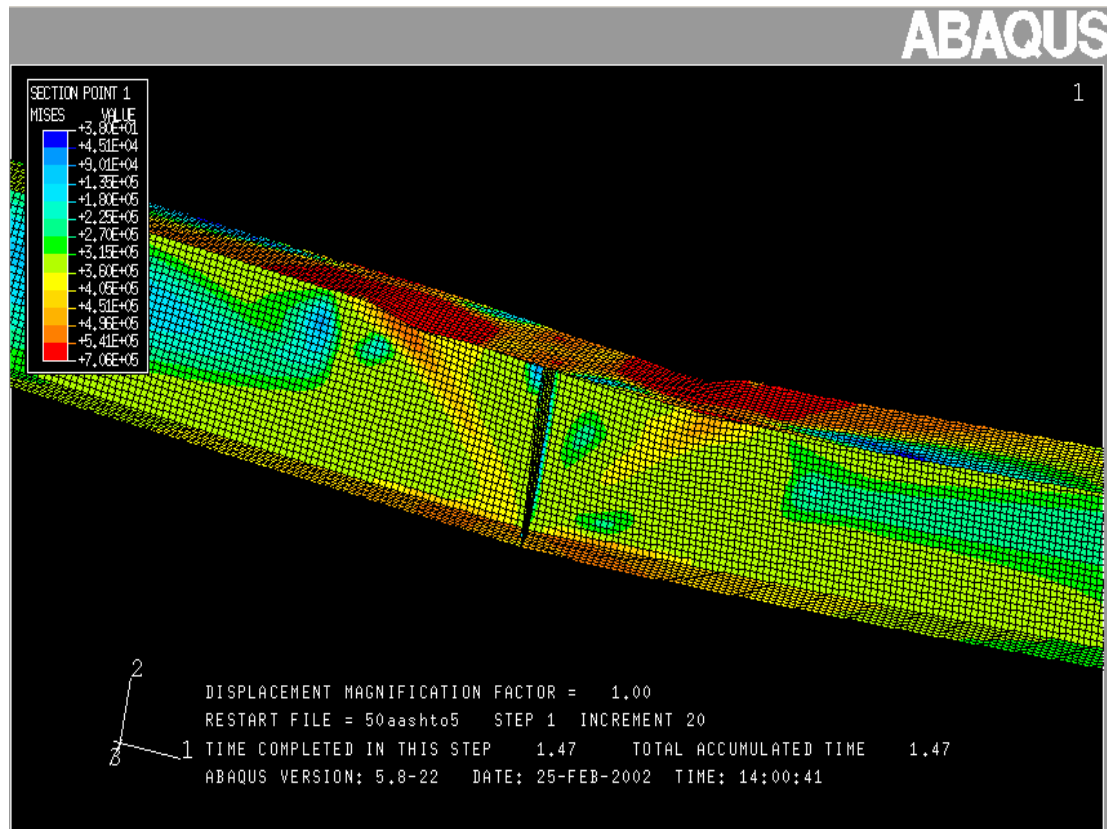 ABAQUS
1
SECTION POINT 1
MISES VALUE
+3.80E+01
+4.51E+04
+9.01E+04
+1.35E+05
+1.80E+05
+2.25E+05
+2.70E+05
+3.15E+05
+3.60E+05
+4.05E+05
+4.51E+05
+4.96E+05
+5.41E+05
+7.06E+05
2
3
1
DISPLACEMENT MAGNIFICATION FACTOR = 1.00
RESTART FILE = 50aashto5 STEP 1 INCREMENT 20
TIME COMPLETED IN THIS STEP 1.47 TOTAL ACCUMULATED TIME 1.47
ABAQUS VERSION: 5.8-22 DATE: 25-FEB-2002 TIME: 14:00:41